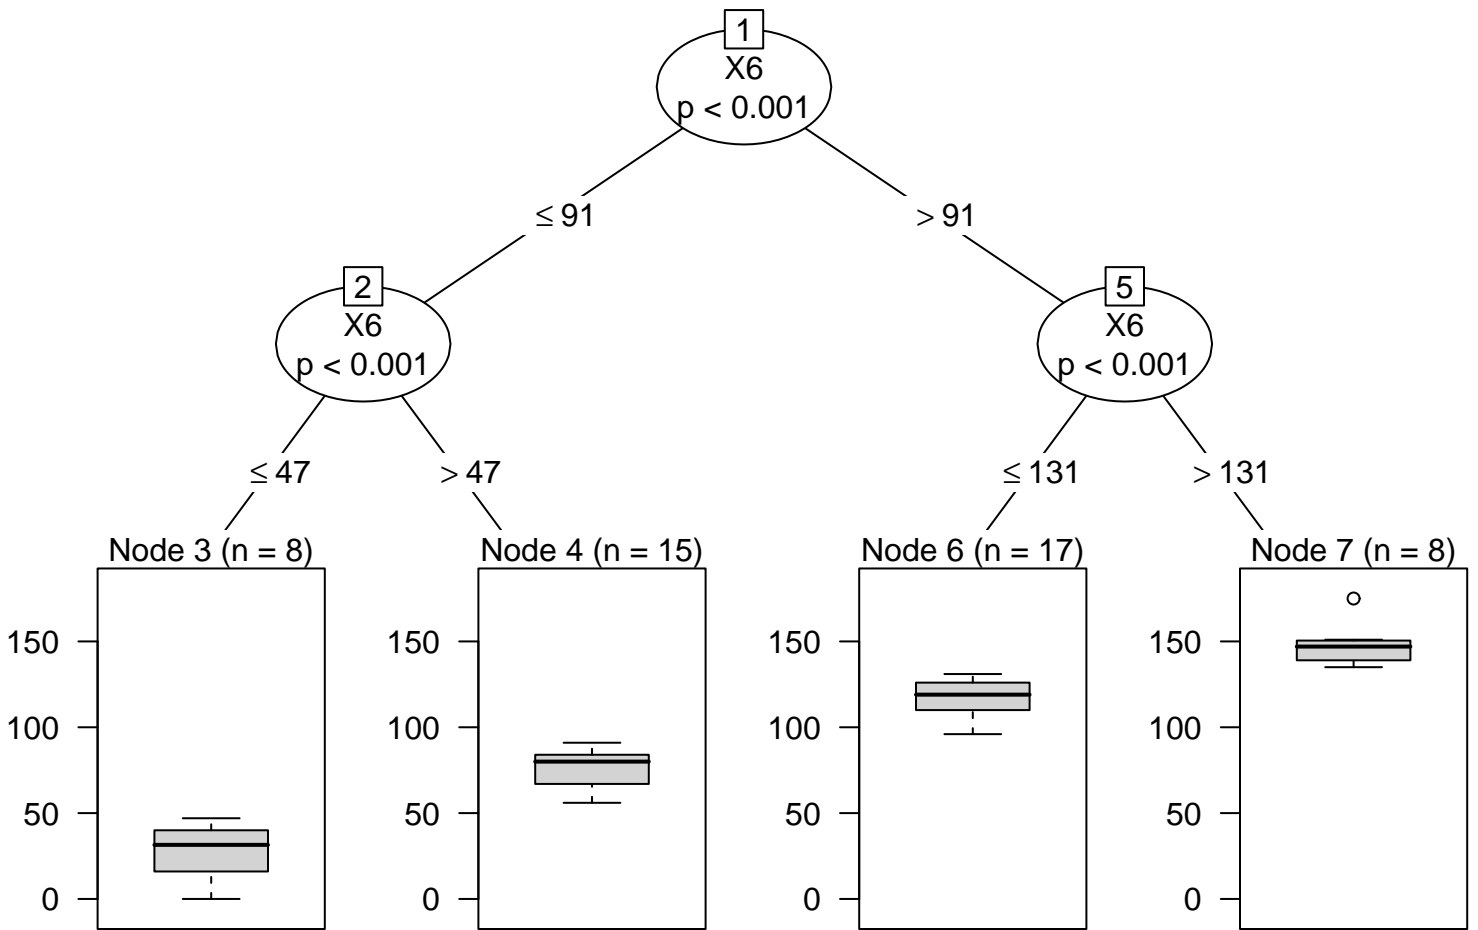 1
X6
p < 0.001
≤ 91
> 91
2
X6
p < 0.001
5
X6
p < 0.001
≤ 47
> 47
≤ 131
> 131
Node 3 (n = 8)
150
100
50
0
Node 4 (n = 15)
150
100
50
0
Node 6 (n = 17)
150
100
50
0
Node 7 (n = 8)
150
100
50
0